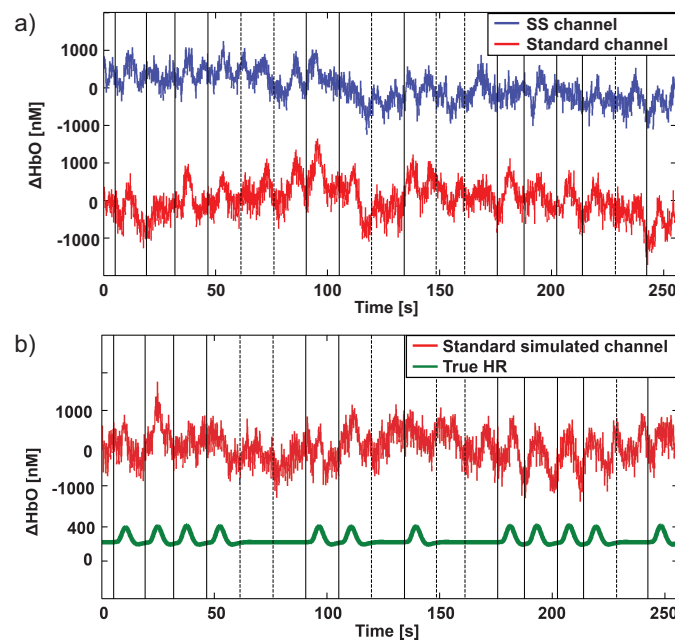 a)
SS channel
Standard channel
1000
0
-1000
1000
0
-1000
ΔHbO [nM]
0 50 100 150 200 250
Time [s]
b)
Standard simulated channel
True HR
1000
0
-1000
400
0
ΔHbO [nM]
0 50 100 150 200 250
Time [s]